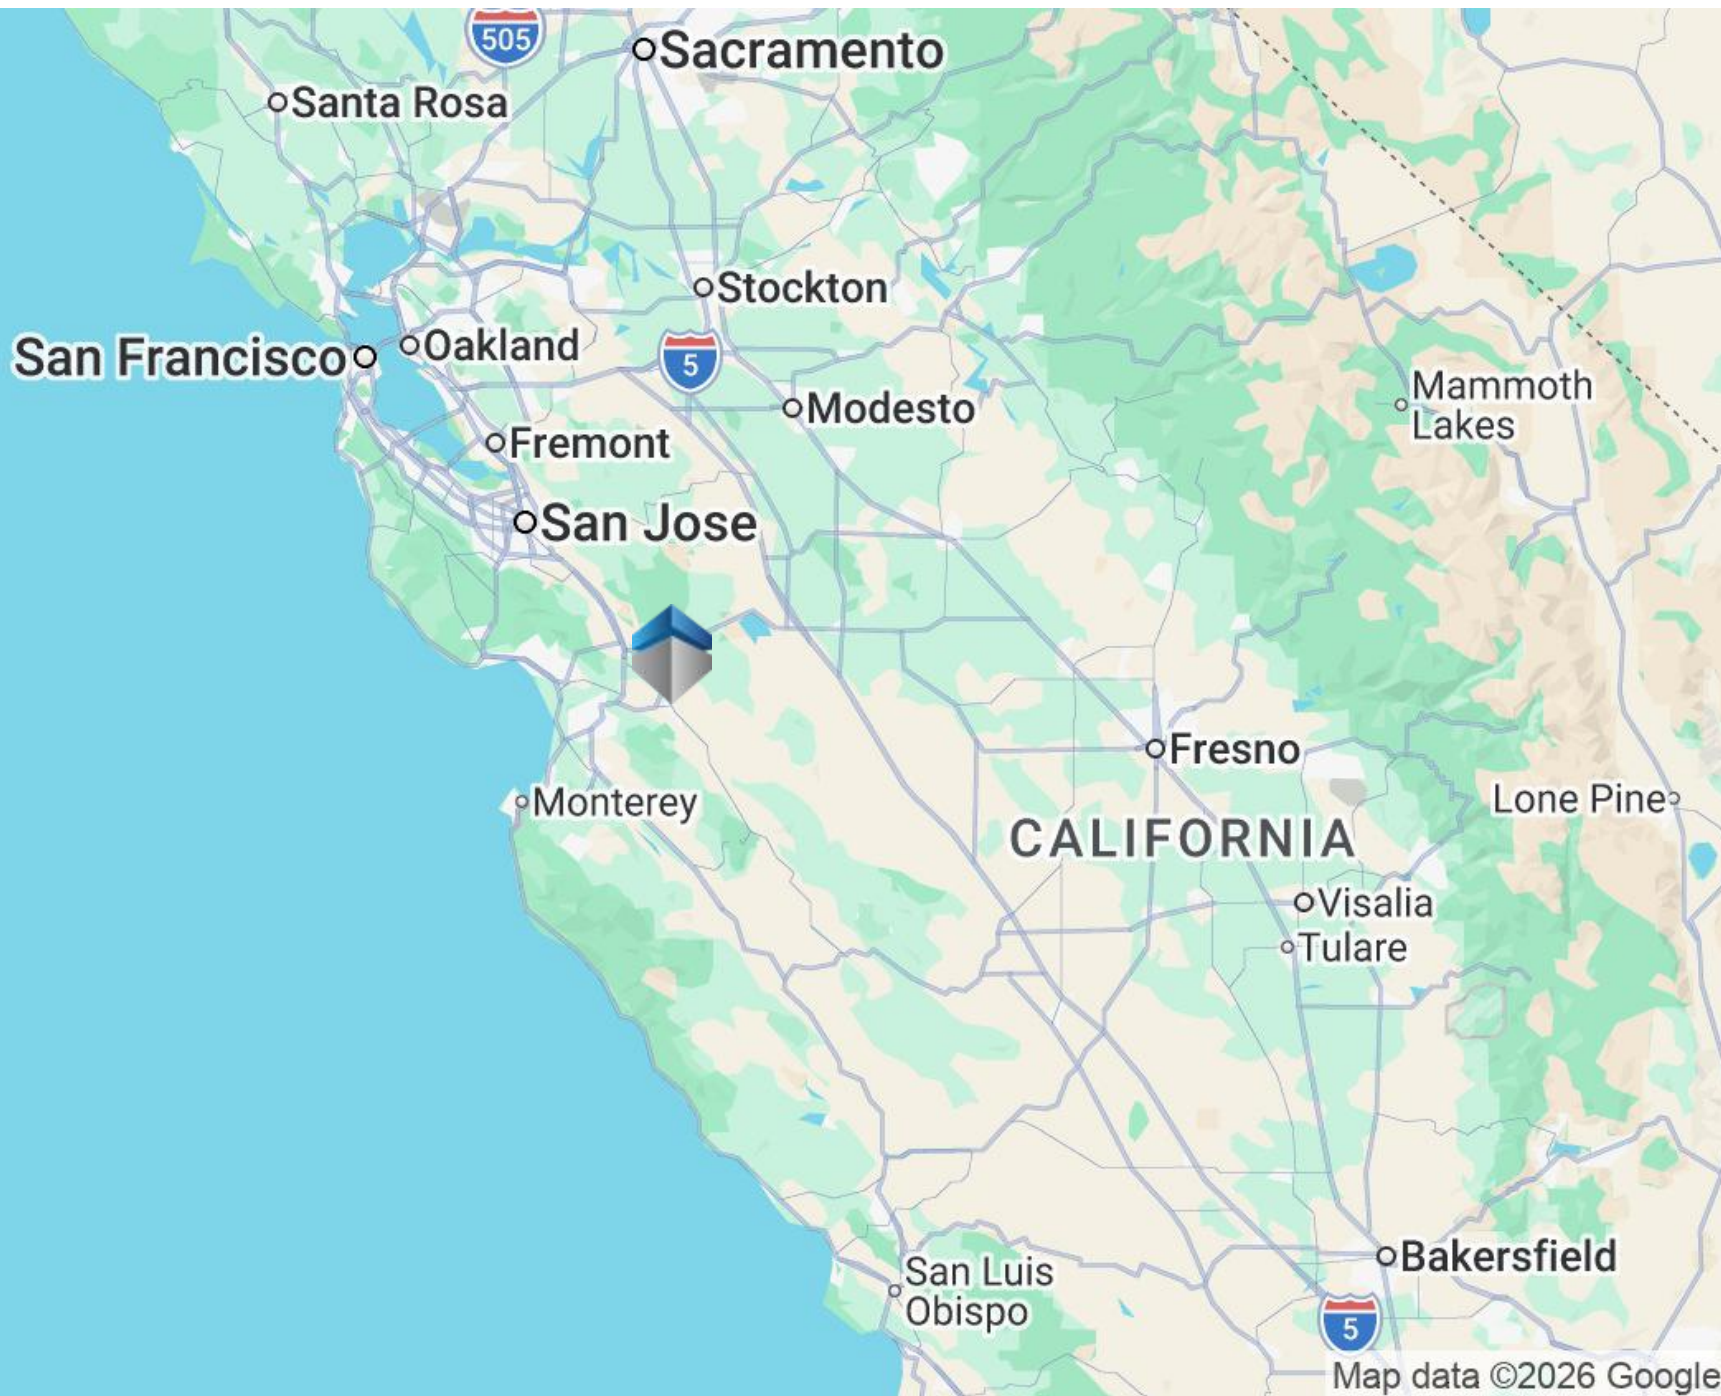 505
Sacramento
Santa Rosa
Stockton
San Francisco
Oakland
5
Mammoth
Lakes
Modesto
Fremont
San Jose
Fresno
Lone Pine
Monterey
CALIFORNIA
Visalia
Tulare
Bakersfield
San Luis
Obispo
5
Map data ©2026 Google